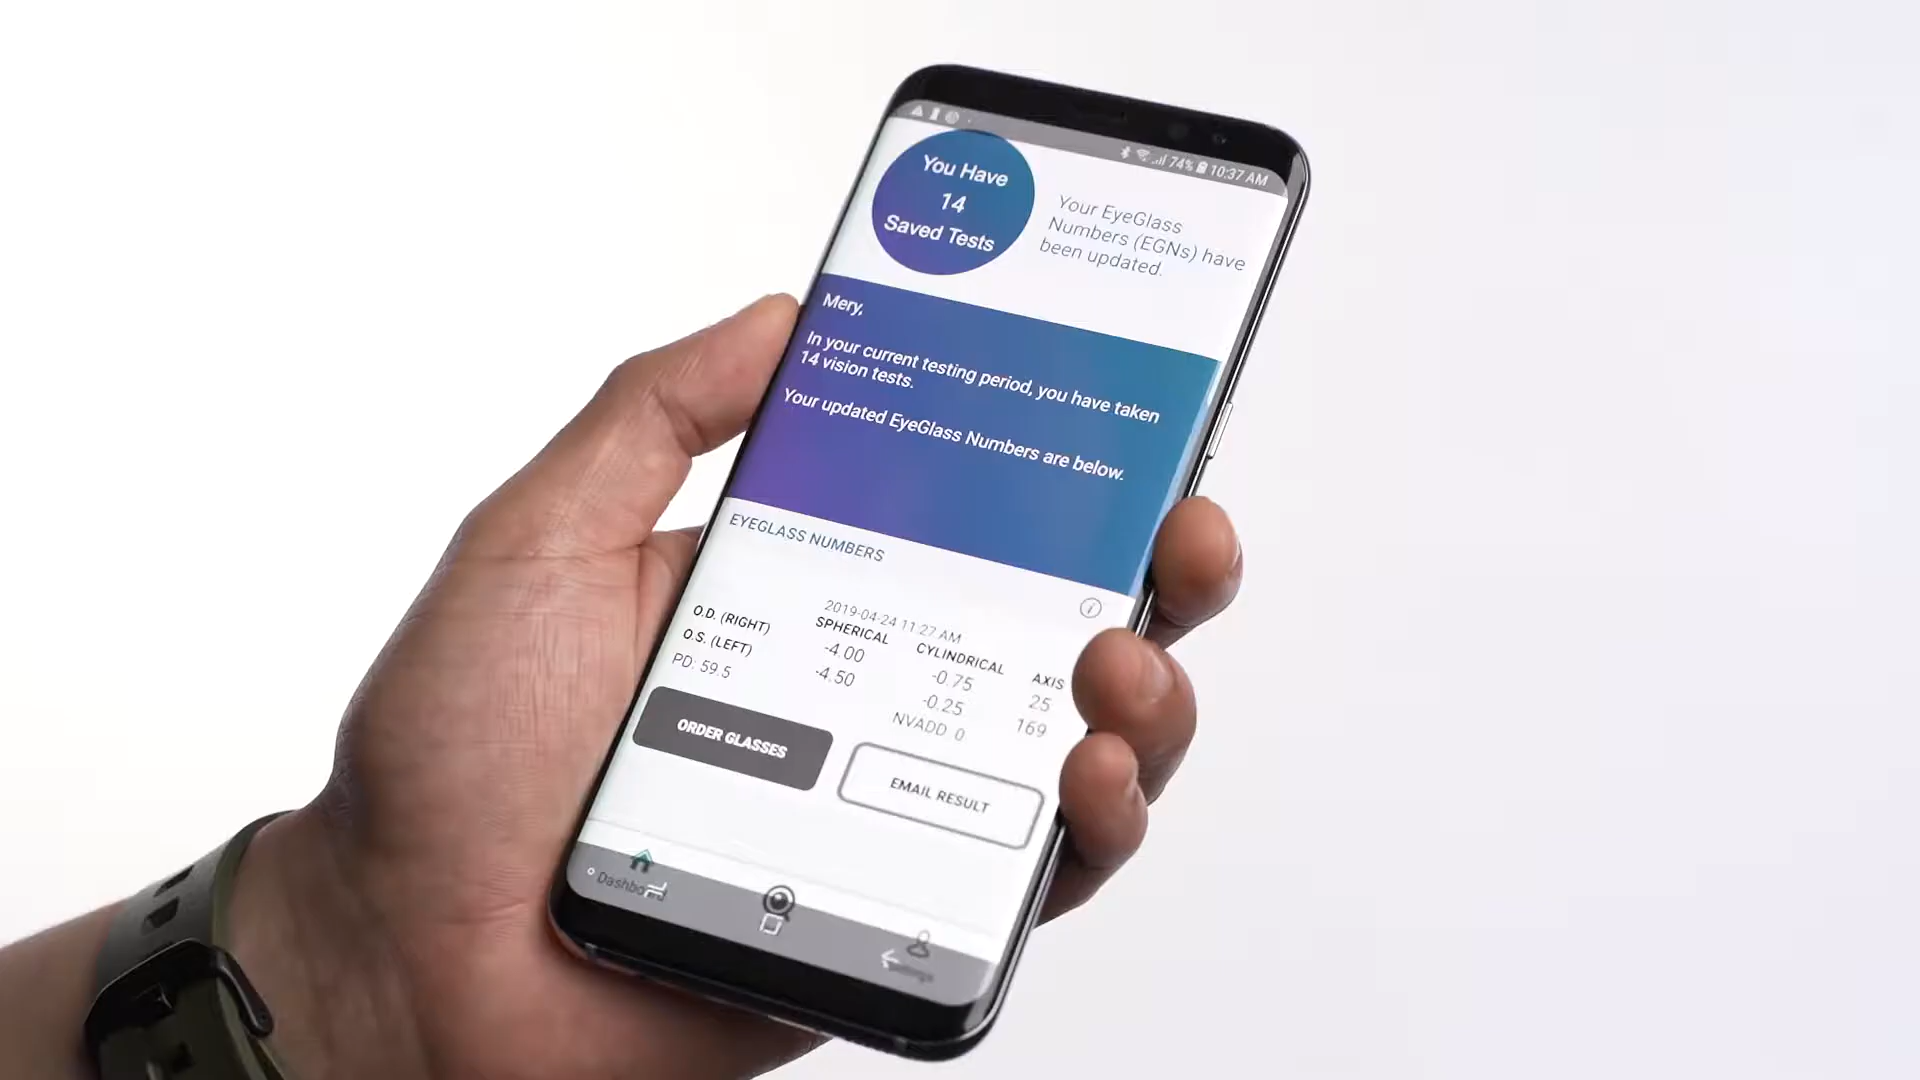 74% 10:37 AM
You Have
14
Saved Tests
Your EyeGlass
Numbers (EGNs) have
been updated.
Mery,
In your current testing period, you have taken
14 vision tests.
Your updated EyeGlass Numbers are below.
EYEGLASS NUMBERS
2019-04-24 11:27 AM
SPHERICAL CYLINDRICAL AXIS
O.D. (RIGHT) -4.00 -0.75 25
O.S. (LEFT) -4.50 -0.25 169
PD: 59.5 NVADD 0
ORDER GLASSES
EMAIL RESULT
Dashboard